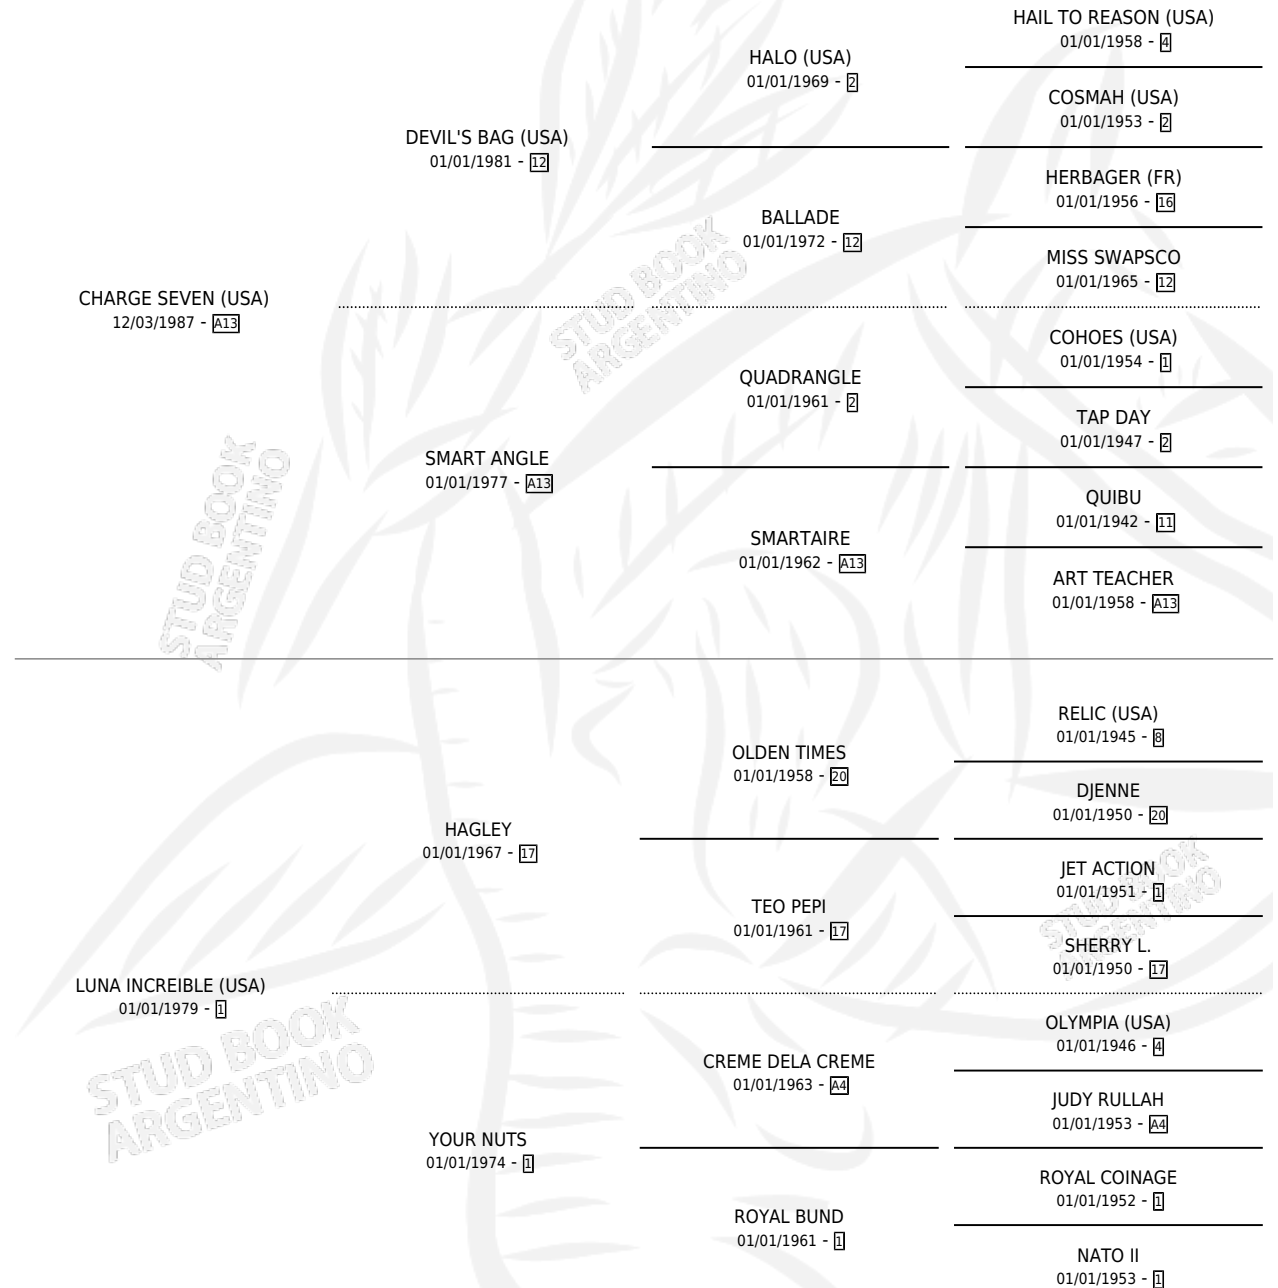 HAIL TO REASON (USA)
01/01/1958 - 4
HALO (USA)
01/01/1969 - 2
COSMAH (USA)
01/01/1953 - 2
DEVIL'S BAG (USA)
01/01/1981 - 12
HERBAGER (FR)
01/01/1956 - 16
BALLADE
01/01/1972 - 12
MISS SWAPSCO
01/01/1965 - 12
CHARGE SEVEN (USA)
12/03/1987 - A13
COHOES (USA)
01/01/1954 - 1
QUADRANGLE
01/01/1961 - 2
TAP DAY
01/01/1947 - 2
SMART ANGLE
01/01/1977 - A13
QUIBU
01/01/1942 - 11
SMARTAIRE
01/01/1962 - A13
ART TEACHER
01/01/1958 - A13
RELIC (USA)
01/01/1945 - 8
OLDEN TIMES
01/01/1958 - 20
DJENNE
01/01/1950 - 20
HAGLEY
01/01/1967 - 17
JET ACTION
01/01/1951 - 1
TEO PEPI
01/01/1961 - 17
SHERRY L.
01/01/1950 - 17
LUNA INCREIBLE (USA)
01/01/1979 - 1
OLYMPIA (USA)
01/01/1946 - 4
CREME DELA CREME
01/01/1963 - A4
JUDY RULLAH
01/01/1953 - A4
YOUR NUTS
01/01/1974 - 1
ROYAL COINAGE
01/01/1952 - 1
ROYAL BUND
01/01/1961 - 1
NATO II
01/01/1953 - 1
STUD BOOK
ARGENTINO
STUD BOOK
ARGENTINO
STUD BOOK
ARGENTINO
STUD BOOK
ARGENTINO